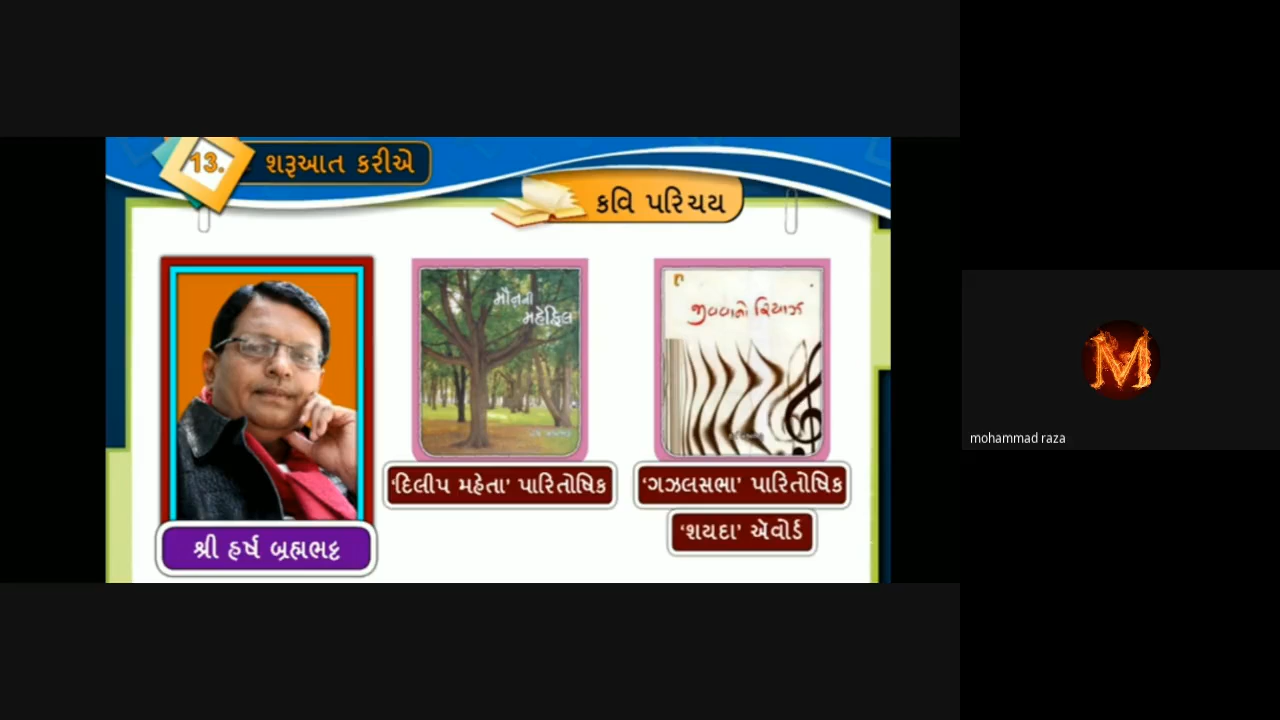 13. શરૂઆત કરીએ
કવિ પરિચય
મૌનની
મહેફિલ
જીવવાનો રિયાઝ
'દિલીપ મહેતા' પારિતોષિક
'ગઝલસભા' પારિતોષિક
'શયદા' ઍવોર્ડ
શ્રી હર્ષ બ્રહ્મભટ્ટ
M
mohammad raza